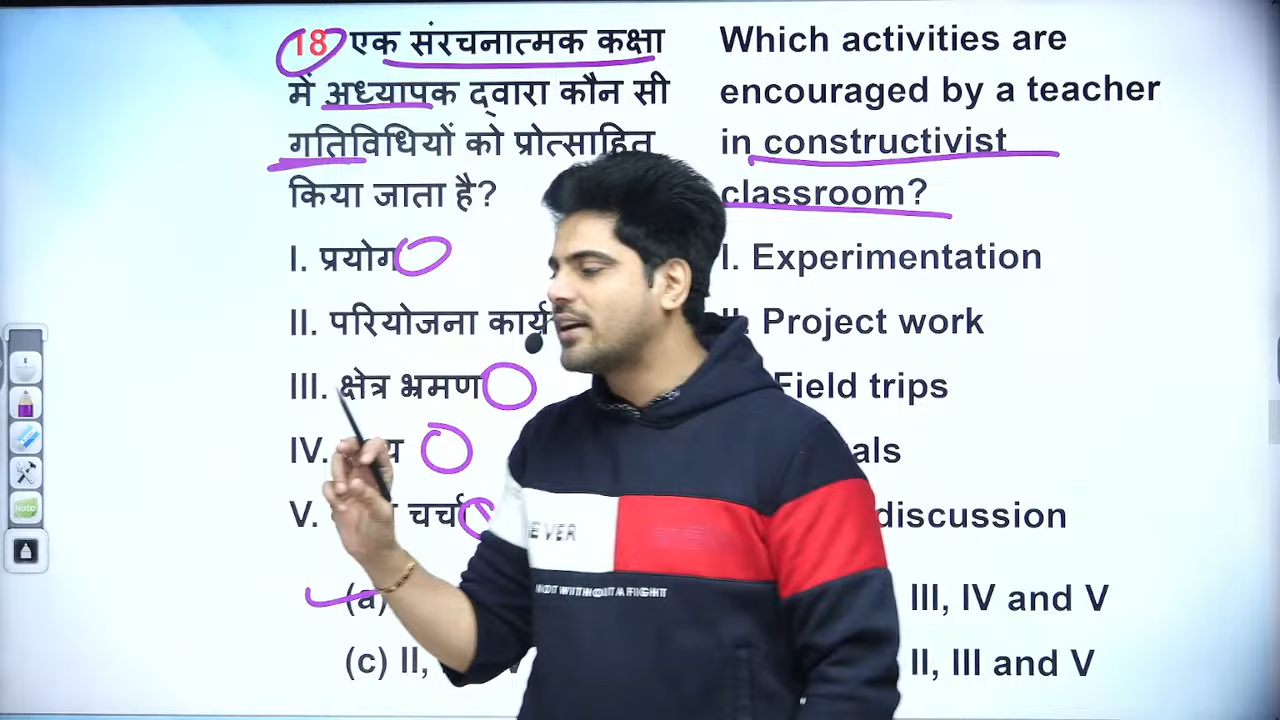 18 एक संरचनात्मक कक्षा
में अध्यापक द्वारा कौन सी
गतिविधियों को प्रोत्साहित
किया जाता है?
I. प्रयोग
II. परियोजना कार्य
III. क्षेत्र भ्रमण
IV.
V. चर्चा
(a)
(c) II,
Which activities are
encouraged by a teacher
in constructivist
classroom?
I. Experimentation
II. Project work
Field trips
discussion
III, IV and V
II, III and V
Note
NOT WITHOUT A FIGHT